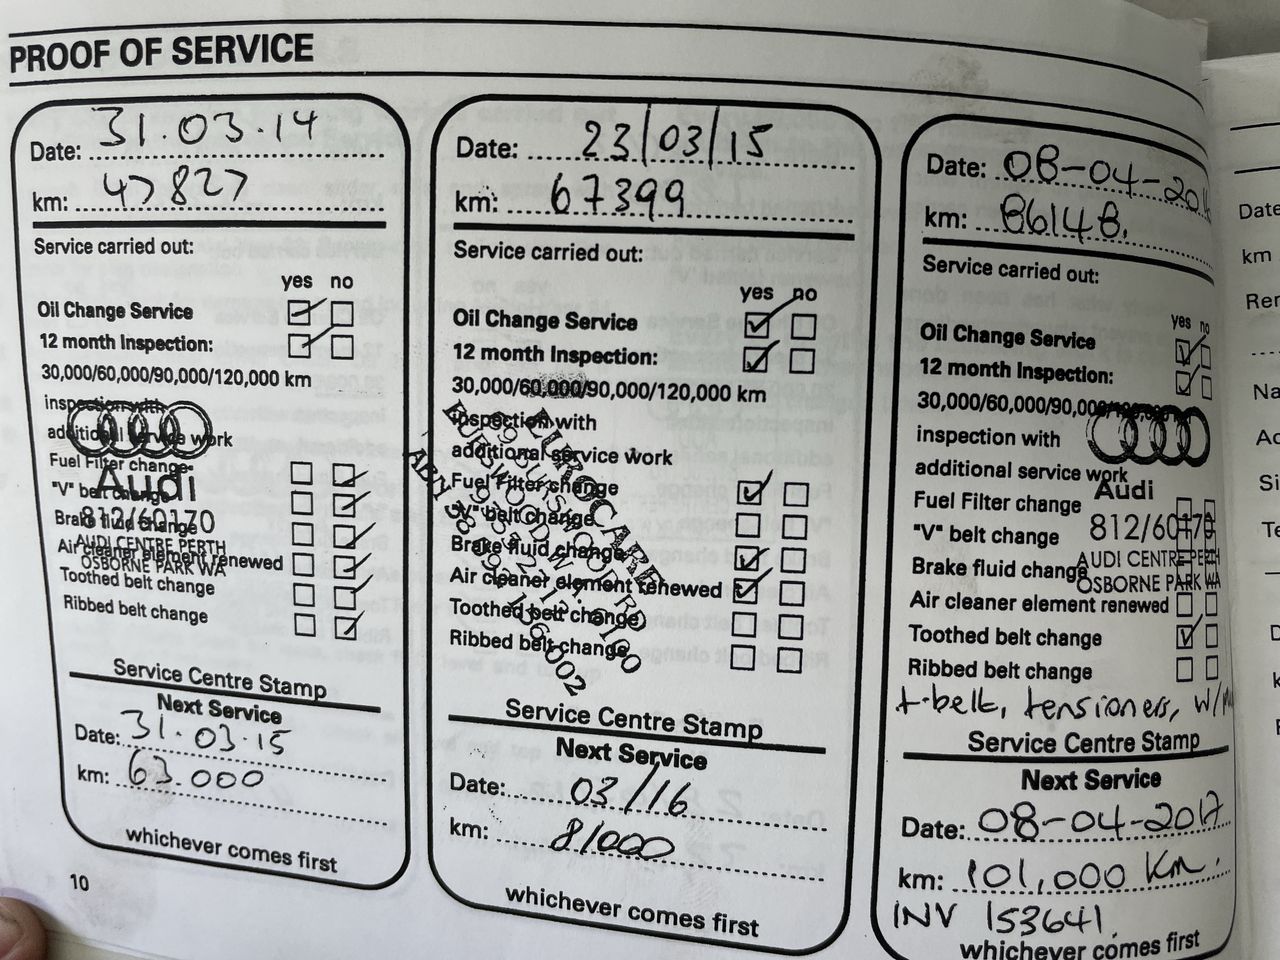 PROOF OF SERVICE
Date: 31.03.14
km: 47827
Service carried out:
yes no
Oil Change Service
12 month Inspection:
30,000/60,000/90,000/120,000 km
inspection with
additional service work
Fuel Filter change
"V" belt change
Brake fluid change
Air cleaner element renewed
Toothed belt change
Ribbed belt change
Audi
812/60170
AUDI CENTRE PERTH
OSBORNE PARK WA
Service Centre Stamp
Next Service
Date: 31.03.15
km: 63.000
whichever comes first
10
Date: 23/03/15
km: 67399
Service carried out:
yes no
Oil Change Service
12 month Inspection:
30,000/60,000/90,000/120,000 km
inspection with
additional service work
Fuel Filter change
"V" belt change
Brake fluid change
Air cleaner element renewed
Toothed belt change
Ribbed belt change
EUROCARE
Service Centre Stamp
Next Service
Date: 03/16
km: 81000
whichever comes first
Date: 08-04-
km: 86148.
Service carried out:
yes no
Oil Change Service
12 month Inspection:
30,000/60,000/90,000/120,000 km
inspection with
additional service work
Fuel Filter change
"V" belt change
Brake fluid change
Air cleaner element renewed
Toothed belt change
Ribbed belt change
Audi
812/60170
AUDI CENTRE PERTH
OSBORNE PARK WA
t-belt, tensioners,
Service Centre Stamp
Next Service
Date: 08-04-2017
km: 101,000 Km.
INV 153641.
whichever comes first
Date
km